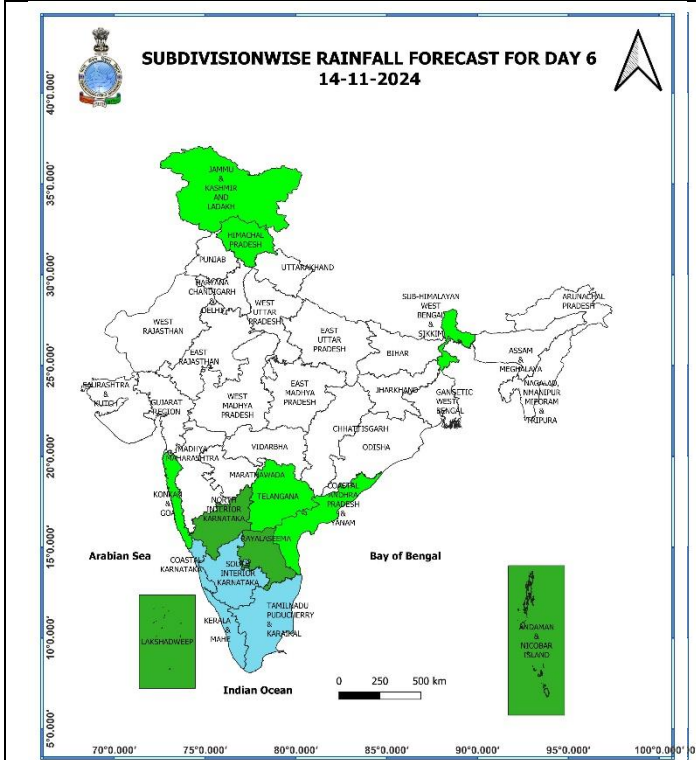 SUBDIVISIONWISE RAINFALL FORECAST FOR DAY 6
14-11-2024
40°0.000'
35°0.000'
JAMMU
&
KASHMIR
AND
LADAKH
HIMACHAL
PRADESH
30°0.000'
PUNJAB
UTTARAKHAND
HARYANA
CHANDIGARH
&
DELHI
WEST
UTTAR
PRADESH
SUB-HIMALAYAN
WEST
BENGAL
&
SIKKIM
ARUNACHAL
PRADESH
WEST
RAJASTHAN
EAST
RAJASTHAN
EAST
UTTAR
PRADESH
BIHAR
ASSAM
&
MEGHALAYA
25°0.000'
SAURASHTRA
&
KUTCH
GUJARAT
REGION
WEST
MADHYA
PRADESH
EAST
MADHYA
PRADESH
JHARKHAND
GANGETIC
WEST
BENGAL
NAGALAND
MANIPUR
MIZORAM
&
TRIPURA
CHHATTISGARH
ODISHA
20°0.000'
MADHYA
MAHARASHTRA
VIDARBHA
MARATHAWADA
KONKAN
&
GOA
NORTH
INTERIOR
KARNATAKA
TELANGANA
COASTAL
ANDHRA
PRADESH
&
YANAM
RAYALASEEMA
15°0.000'
Arabian Sea
Bay of Bengal
COASTAL
KARNATAKA
SOUTH
INTERIOR
KARNATAKA
TAMILNADU
PUDUCHERRY
&
KARAIKAL
KERALA
&
MAHE
LAKSHADWEEP
ANDAMAN
&
NICOBAR
ISLAND
10°0.000'
Indian Ocean
0 250 500 km
5°0.000'
70°0.000' 75°0.000' 80°0.000' 85°0.000' 90°0.000' 95°0.000' 100°0.000'